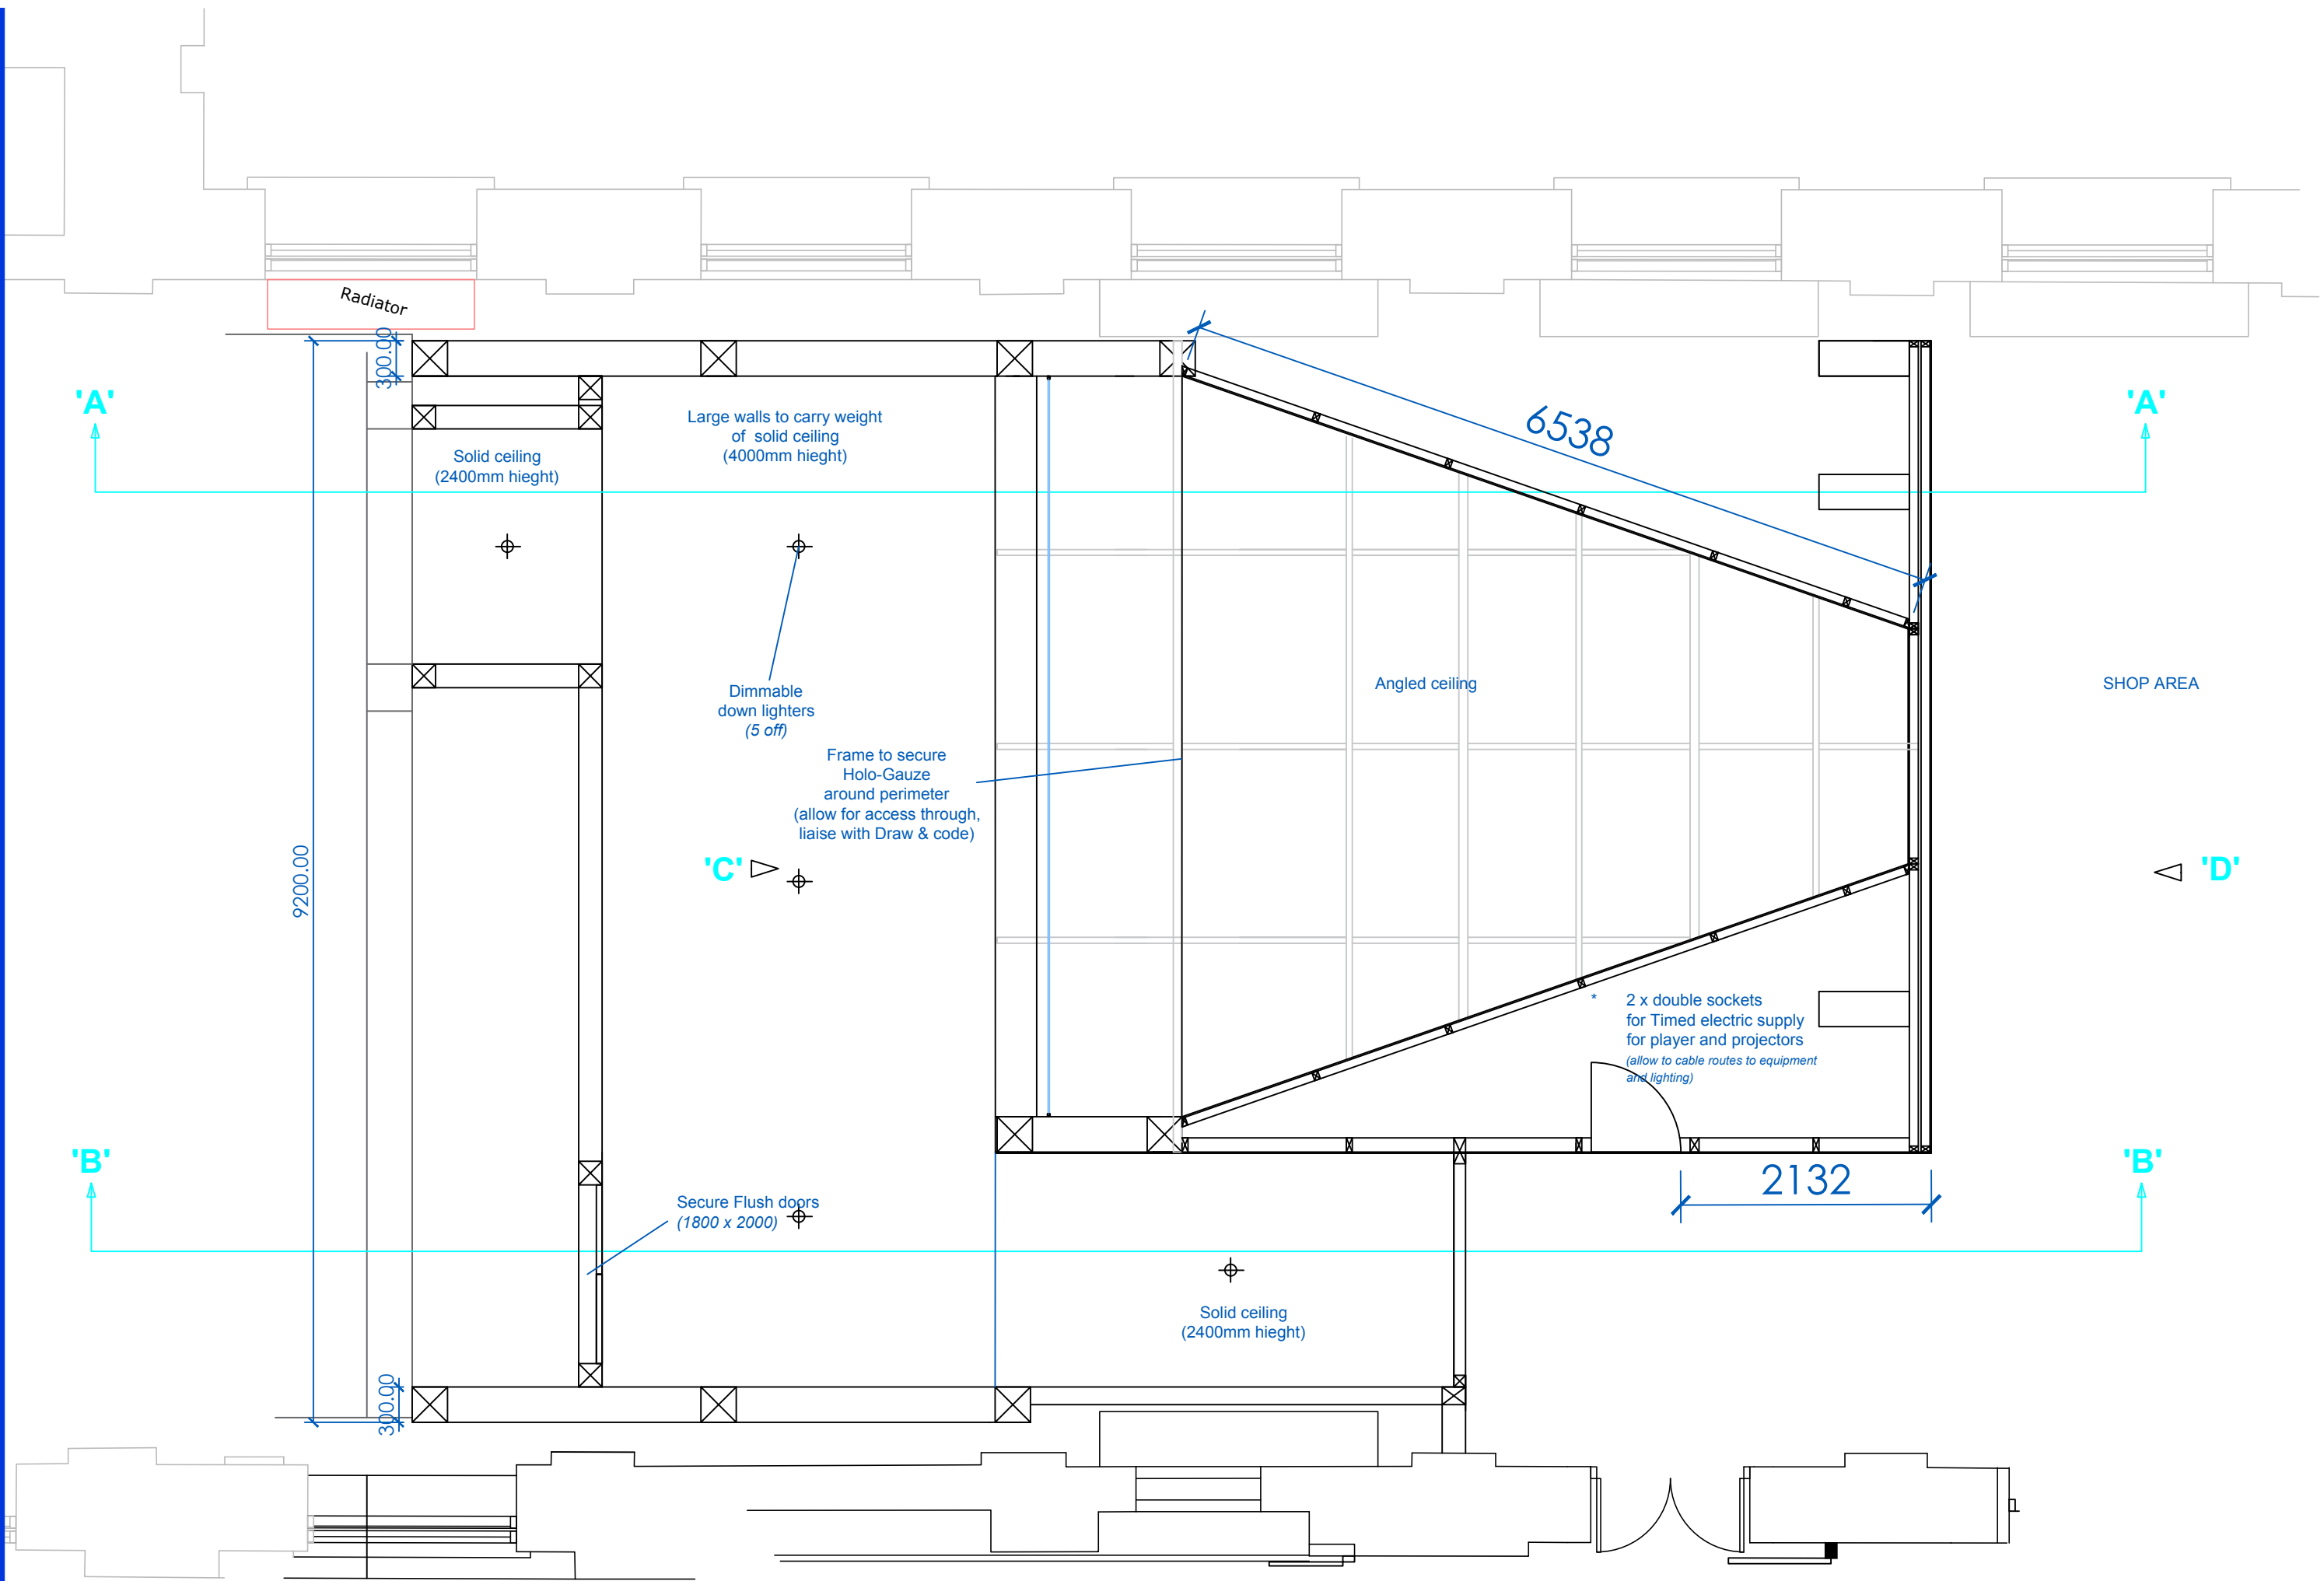 Radiator
300.00
'A'
'A'
Large walls to carry weight
of solid ceiling
(4000mm hieght)
6538
Solid ceiling
(2400mm hieght)
Dimmable
down lighters
(5 off)
Angled ceiling
SHOP AREA
Frame to secure
Holo-Gauze
around perimeter
(allow for access through,
liaise with Draw & code)
9200.00
'C'
'D'
* 2 x double sockets
for Timed electric supply
for player and projectors
(allow to cable routes to equipment
and lighting)
'B'
'B'
2132
Secure Flush doors
(1800 x 2000)
Solid ceiling
(2400mm hieght)
300.00